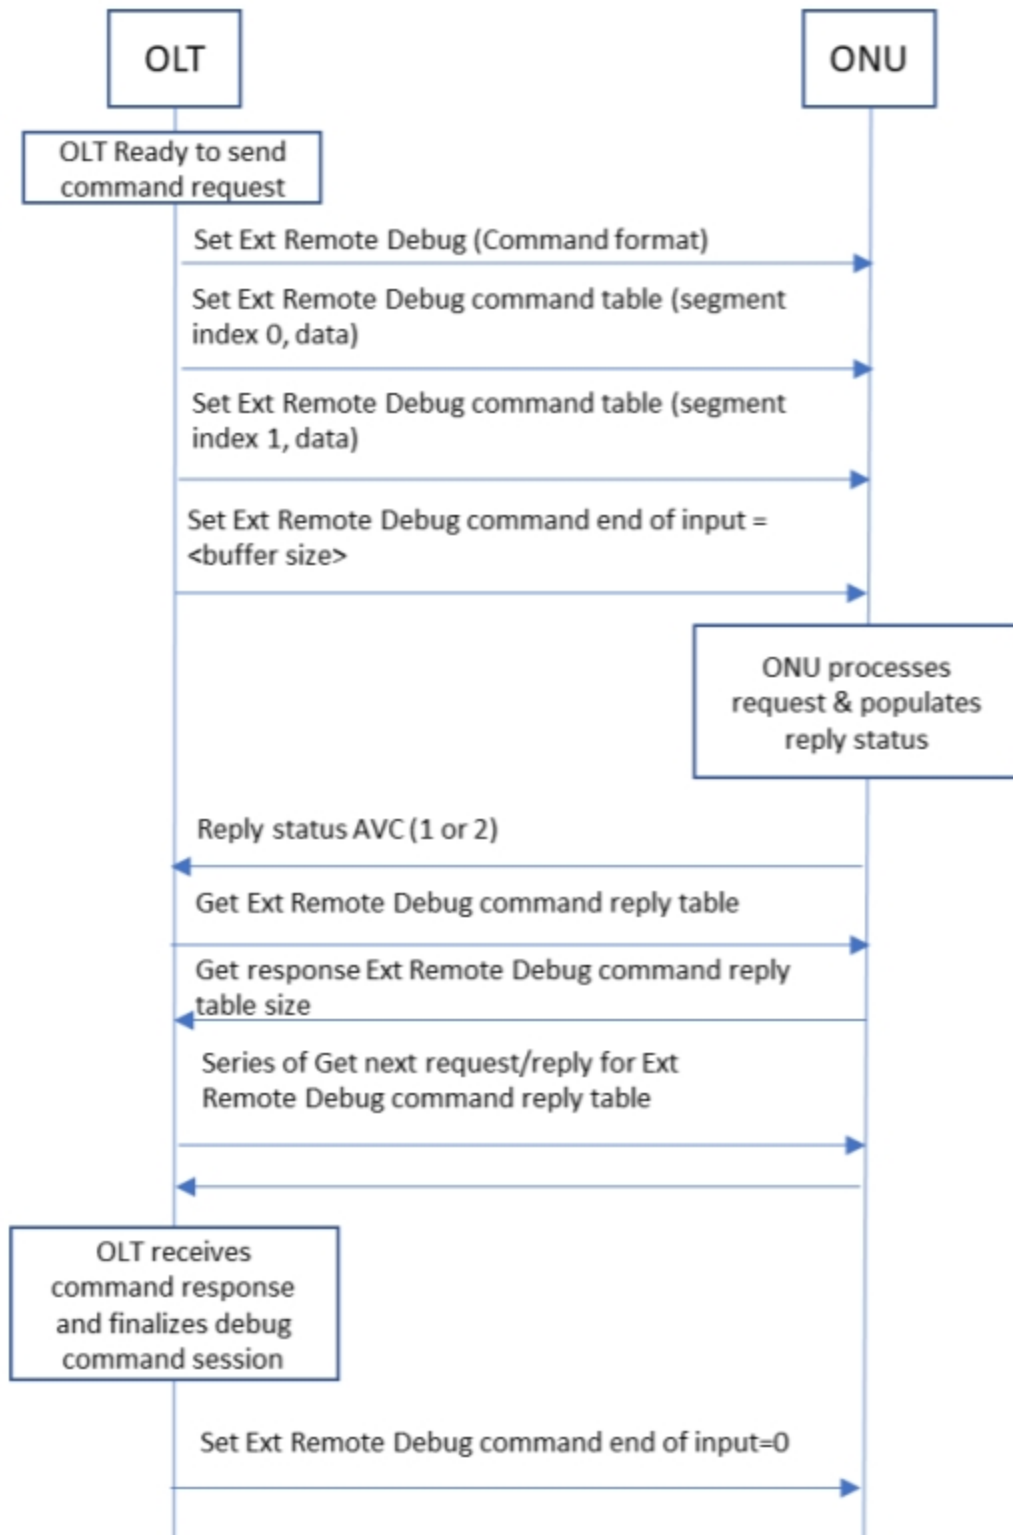 OLT
ONU
OLT Ready to send
command request
Set Ext Remote Debug (Command format)
Set Ext Remote Debug command table (segment
index 0, data)
Set Ext Remote Debug command table (segment
index 1, data)
Set Ext Remote Debug command end of input =
<buffer size>
ONU processes
request & populates
reply status
Reply status AVC (1 or 2)
Get Ext Remote Debug command reply table
Get response Ext Remote Debug command reply
table size
Series of Get next request/reply for Ext
Remote Debug command reply table
OLT receives
command response
and finalizes debug
command session
Set Ext Remote Debug command end of input=0